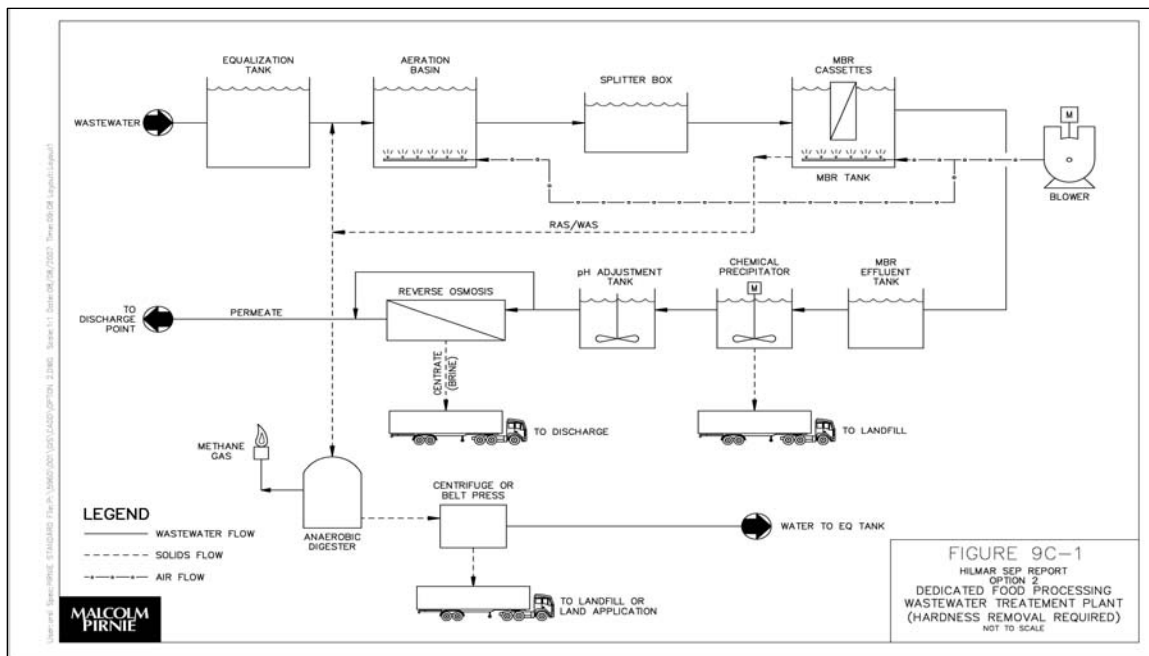 EQUALIZATION
TANK
AERATION
BASIN
SPLITTER BOX
MBR
CASSETTES
WASTEWATER
M
MBR TANK
BLOWER
RAS/WAS
TO
DISCHARGE
POINT
PERMEATE
REVERSE OSMOSIS
pH ADJUSTMENT
TANK
CHEMICAL
PRECIPITATOR
M
MBR
EFFLUENT
TANK
CENTRATE
(BRINE)
TO DISCHARGE
TO LANDFILL
METHANE
GAS
ANAEROBIC
DIGESTER
CENTRIFUGE OR
BELT PRESS
WATER TO EQ TANK
TO LANDFILL OR
LAND APPLICATION
LEGEND
WASTEWATER FLOW
SOLIDS FLOW
AIR FLOW
MALCOLM
PIRNIE
FIGURE 9C-1
HILMAR SEP REPORT
OPTION 2
DEDICATED FOOD PROCESSING
WASTEWATER TREATEMENT PLANT
(HARDNESS REMOVAL REQUIRED)
NOT TO SCALE